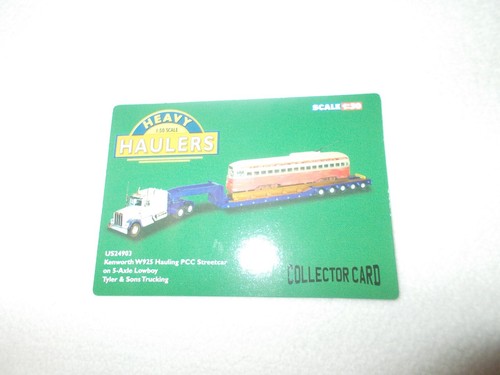 HEAVY
1:50 SCALE
HAULERS
SCALE 1:50
US24903
Kenworth W925 Hauling PCC Streetcar
on 5-Axle Lowboy
Tyler & Sons Trucking
COLLECTOR CARD